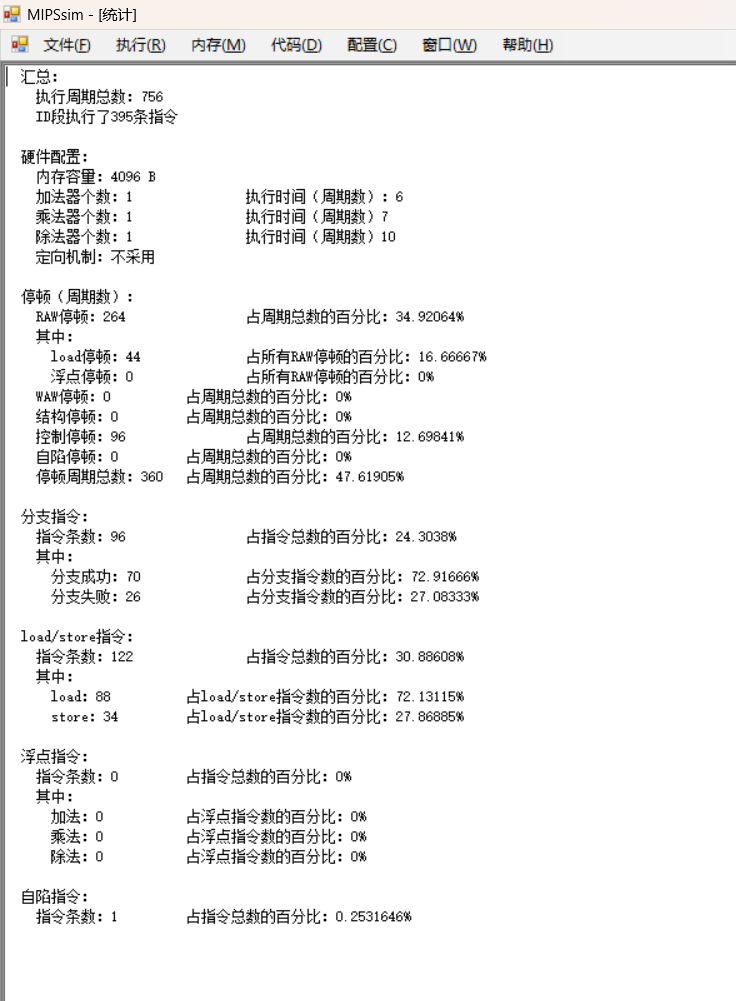 MIPSsim - [统计]
文件(F) 执行(R) 内存(M) 代码(D) 配置(C) 窗口(W) 帮助(H)
汇总：
执行周期总数：756
ID段执行了395条指令
硬件配置：
内存容量：4096 B
加法器个数：1 执行时间（周期数）：6
乘法器个数：1 执行时间（周期数）7
除法器个数：1 执行时间（周期数）10
定向机制：不采用
停顿（周期数）：
RAW停顿：264 占周期总数的百分比：34.92064%
其中：
load停顿：44 占所有RAW停顿的百分比：16.66667%
浮点停顿：0 占所有RAW停顿的百分比：0%
WAW停顿：0 占周期总数的百分比：0%
结构停顿：0 占周期总数的百分比：0%
控制停顿：96 占周期总数的百分比：12.69841%
自陷停顿：0 占周期总数的百分比：0%
停顿周期总数：360 占周期总数的百分比：47.61905%
分支指令：
指令条数：96 占指令总数的百分比：24.3038%
其中：
分支成功：70 占分支指令数的百分比：72.91666%
分支失败：26 占分支指令数的百分比：27.08333%
load/store指令：
指令条数：122 占指令总数的百分比：30.88608%
其中：
load：88 占load/store指令数的百分比：72.13115%
store：34 占load/store指令数的百分比：27.86885%
浮点指令：
指令条数：0 占指令总数的百分比：0%
其中：
加法：0 占浮点指令数的百分比：0%
乘法：0 占浮点指令数的百分比：0%
除法：0 占浮点指令数的百分比：0%
自陷指令：
指令条数：1 占指令总数的百分比：0.2531646%